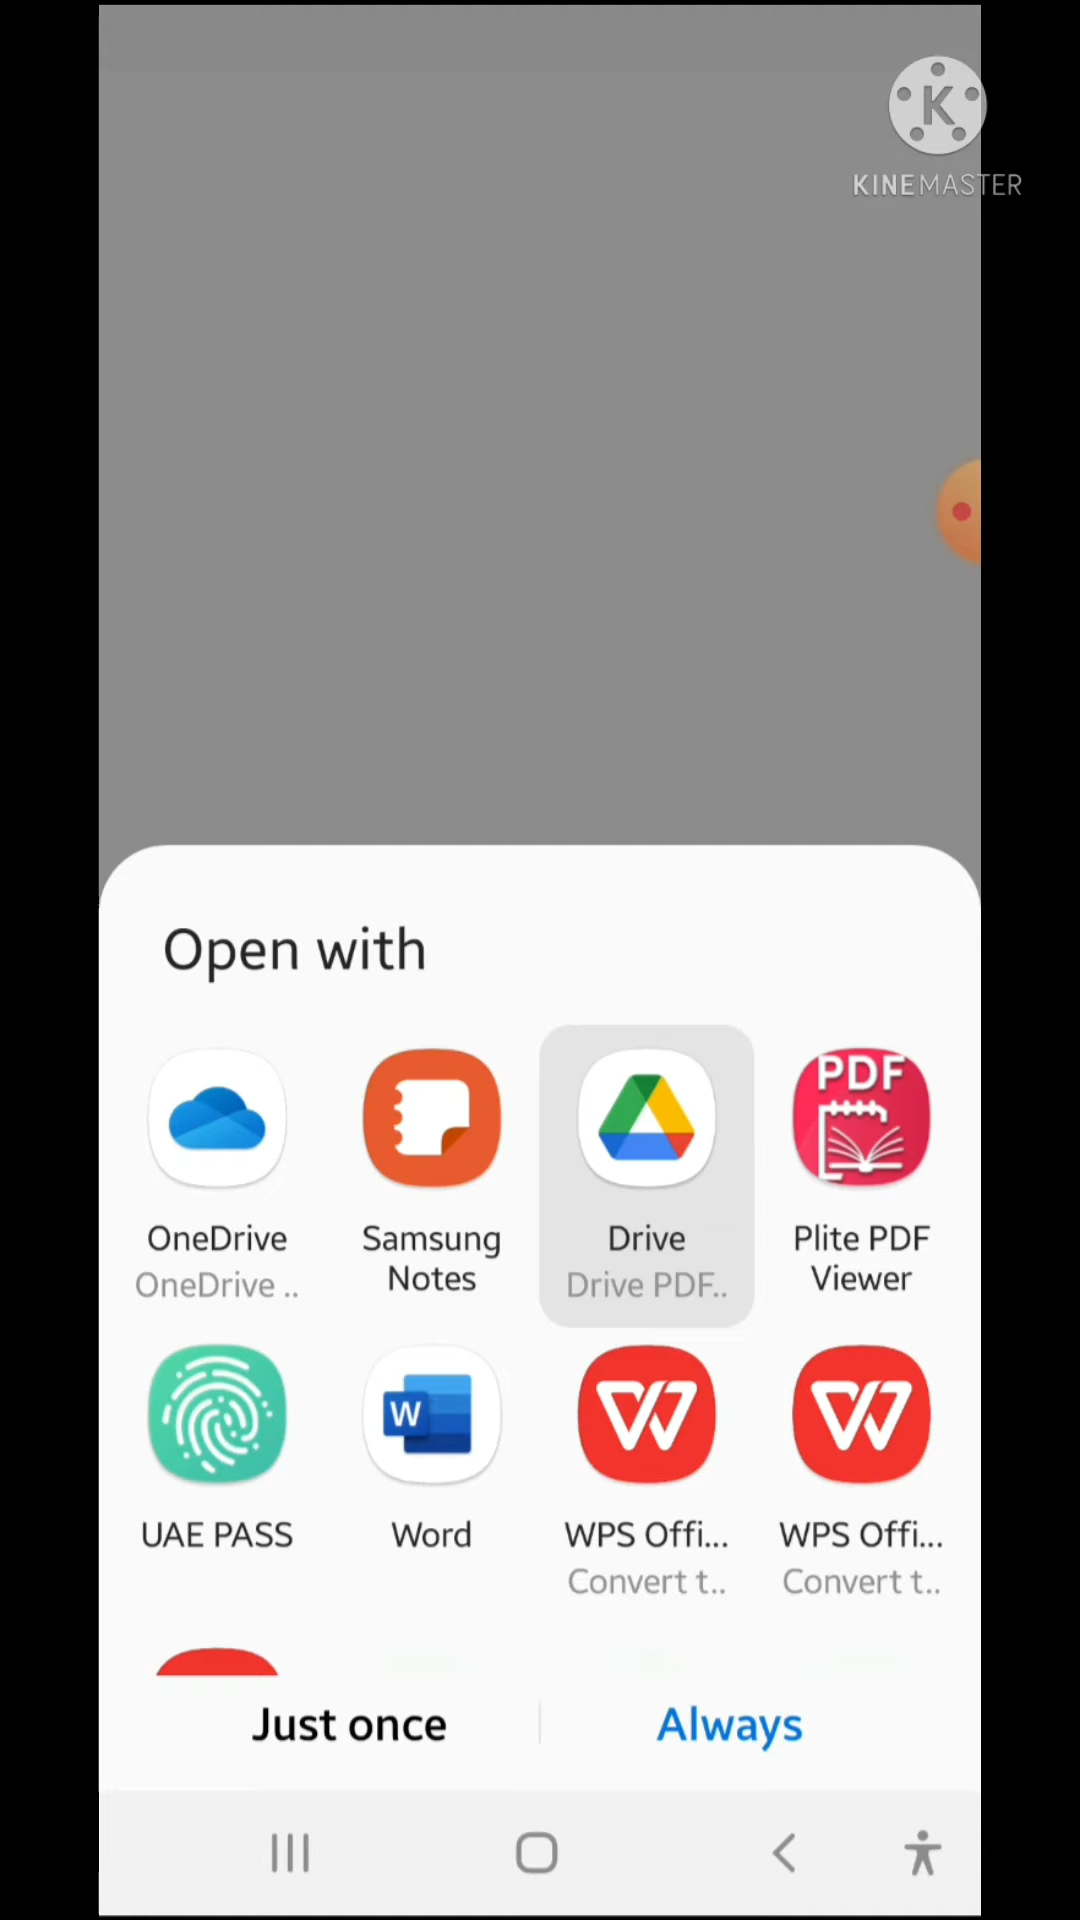 K
KINEMASTER
Open with
OneDrive
OneDrive ..
Samsung
Notes
Drive
Drive PDF..
PDF
Plite PDF
Viewer
UAE PASS
W
Word
WPS Offi...
Convert t..
WPS Offi...
Convert t..
Just once
Always